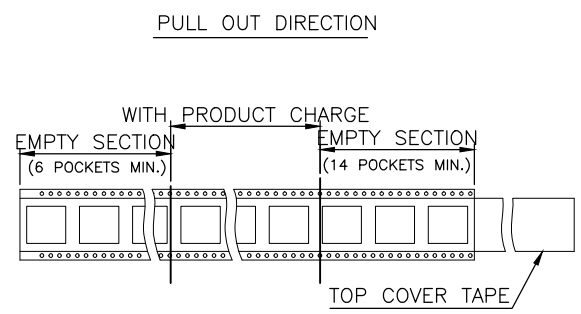 PULL OUT DIRECTION
WITH PRODUCT CHARGE
EMPTY SECTION
(6 POCKETS MIN.)
EMPTY SECTION
(14 POCKETS MIN.)
TOP COVER TAPE